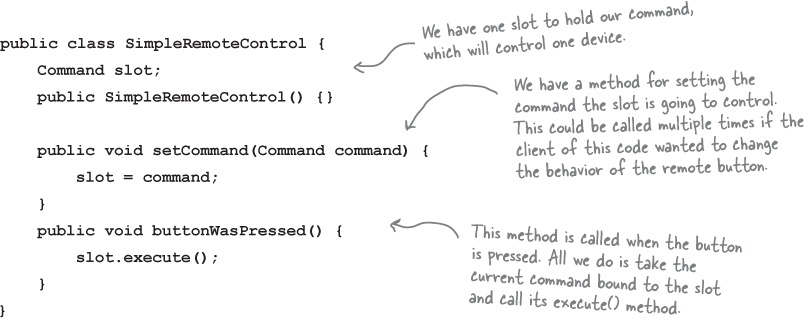 public class SimpleRemoteControl {
    Command slot;
    public SimpleRemoteControl() {}
    public void setCommand(Command command) {
        slot = command;
    }
    public void buttonWasPressed() {
        slot.execute();
    }
}
We have one slot to hold our command,
which will control one device.
We have a method for setting the
command the slot is going to control.
This could be called multiple times if the
client of this code wanted to change
the behavior of the remote button.
This method is called when the button
is pressed. All we do is take the
current command bound to the slot
and call its execute() method.